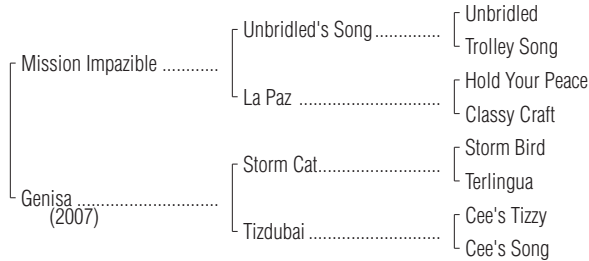 Unbridled
Unbridled's Song..............
Trolley Song
Mission Impazible ............
Hold Your Peace
La Paz ..............................
Classy Craft
Storm Bird
Storm Cat..........................
Terlingua
Genisa ..............................
(2007)
Cee's Tizzy
Tizdubai ............................
Cee's Song